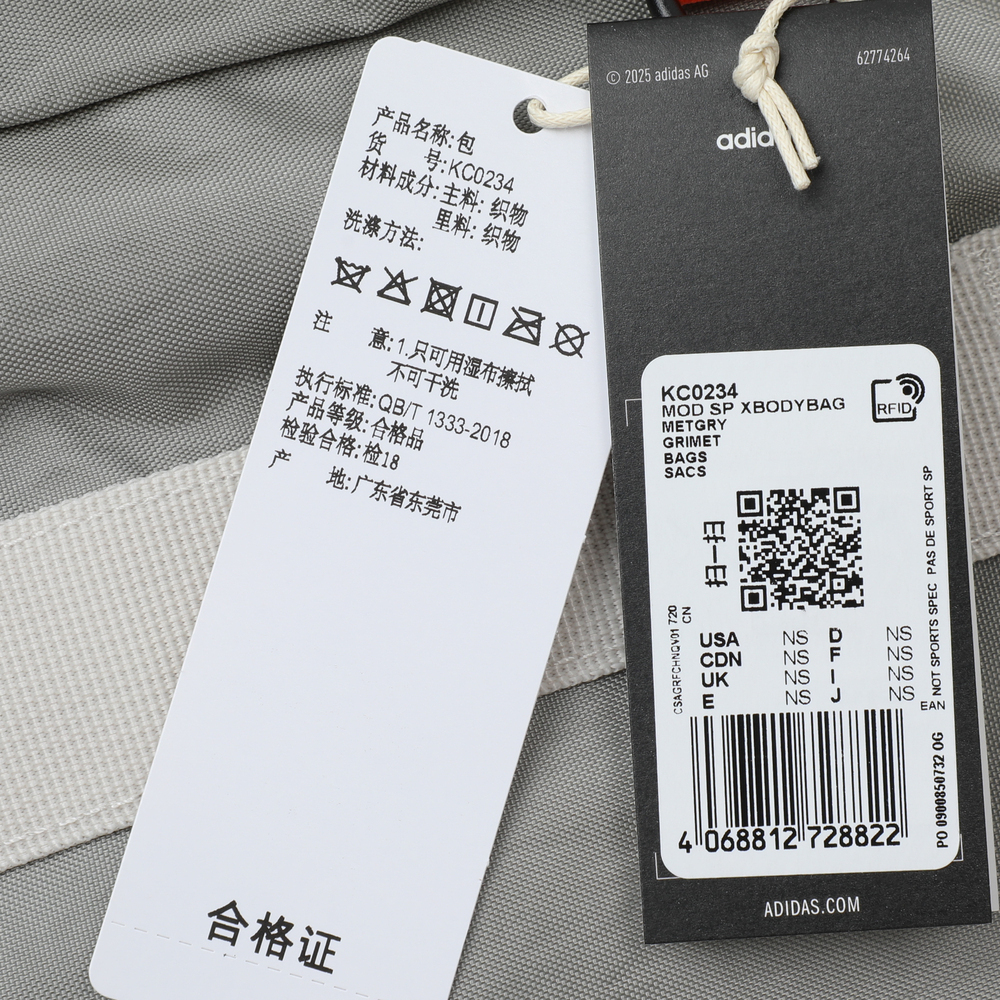 产品名称:包
货 号:KC0234
材料成分:主料: 织物
里料: 织物
洗涤方法:
注 意:1.只可用湿布擦拭
不可干洗
执行标准:QB/T 1333-2018
产品等级:合格品
检验合格:检18
产 地:广东省东莞市
合格证
© 2025 adidas AG
62774264
KC0234
MOD SP XBODYBAG
METGRY
GRIMET
BAGS
SACS
RFID
扫一扫
CSAGRFCHNQV01 720
CN
USA NS D NS
CDN NS F NS
UK NS I NS
E NS J NS
EAN NOT SPORTS SPEC PAS DE SPORT SP
PO 0900850732 OG
4 068812 728822
ADIDAS.COM